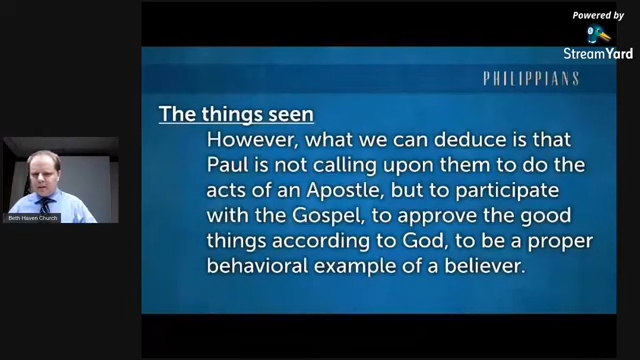 Powered by
StreamYard
PHILIPPIANS
The things seen
However, what we can deduce is that
Paul is not calling upon them to do the
acts of an Apostle, but to participate
with the Gospel, to approve the good
things according to God, to be a proper
behavioral example of a believer.
Beth Haven Church